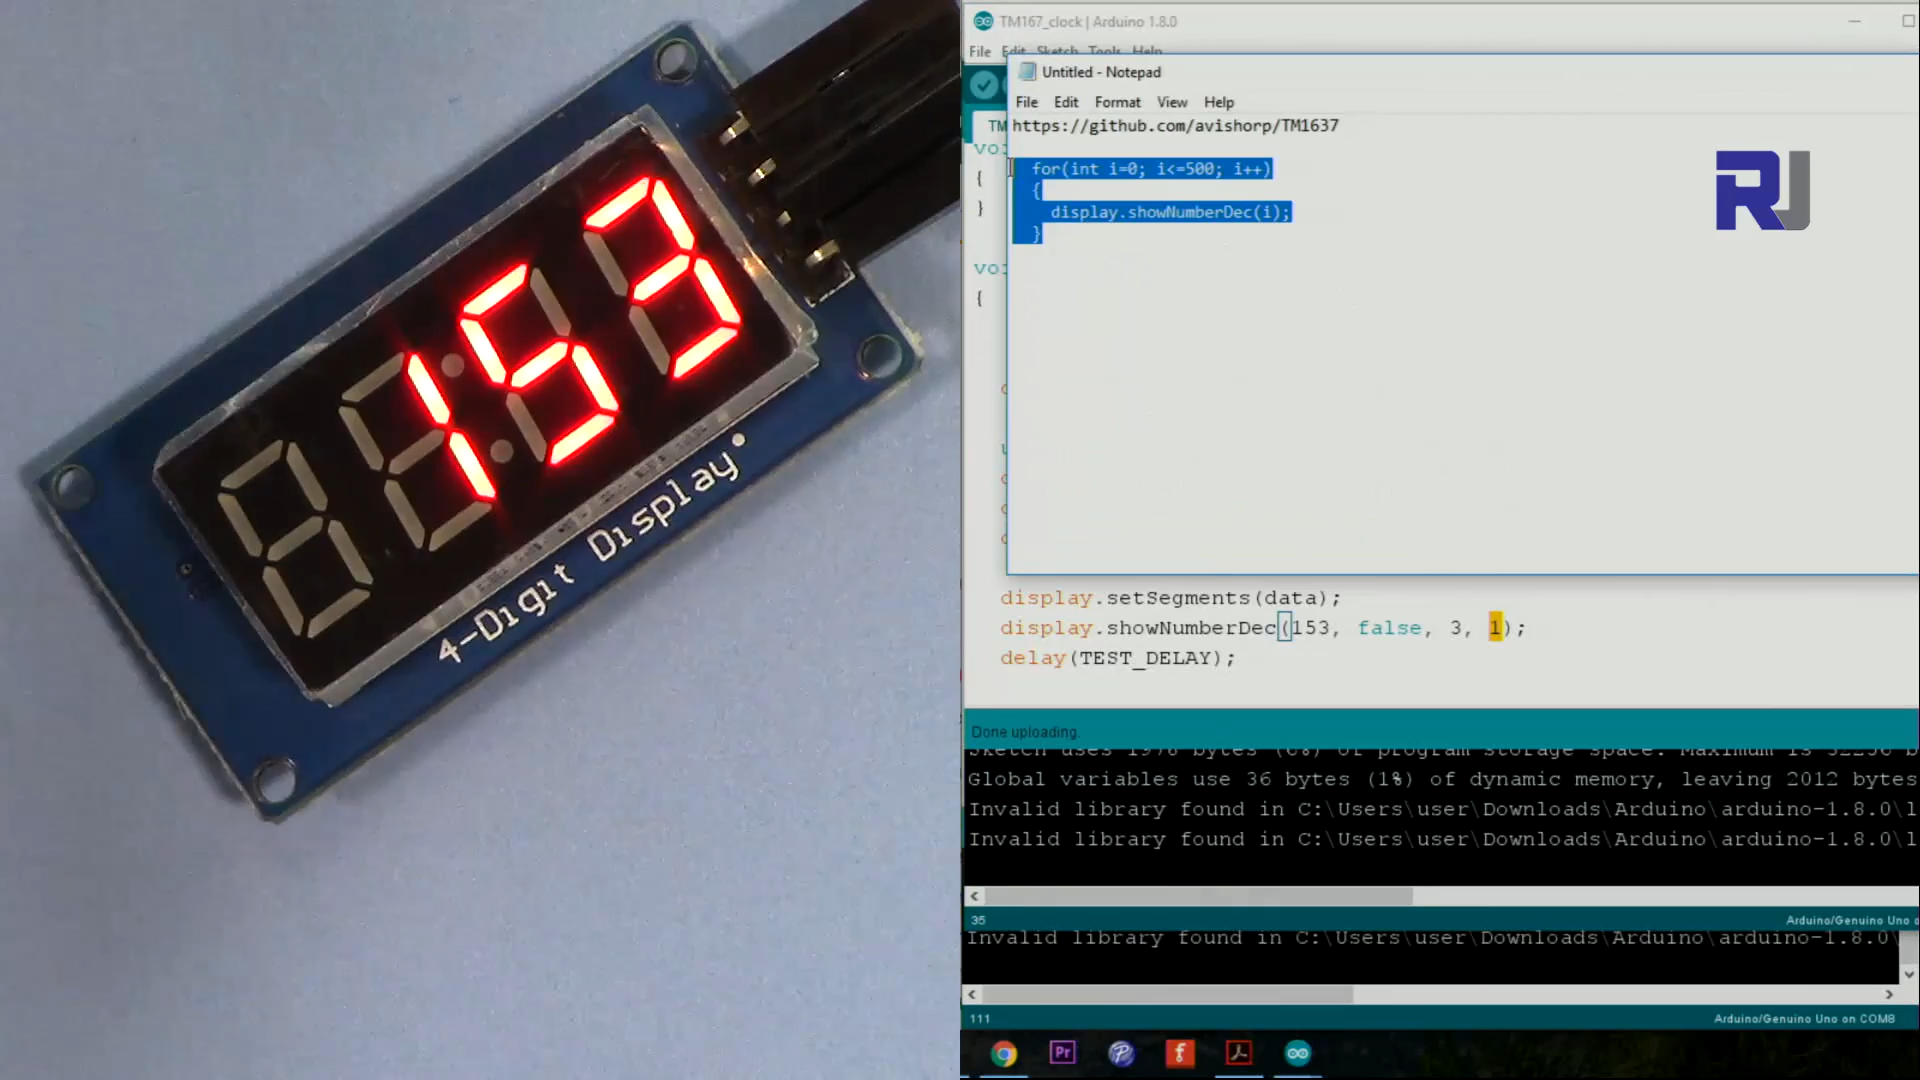 153
4-Digit Display
TM167_clock | Arduino 1.8.0
File Edit Sketch Tools Help
Untitled - Notepad
File Edit Format View Help
https://github.com/avishorp/TM1637
for(int i=0; i<=500; i++)
{
display.showNumberDec(i);
}
RJ
TM
{
}
{
display.setSegments(data);
display.showNumberDec(153, false, 3, 1);
delay(TEST_DELAY);
Done uploading.
Global variables use 36 bytes (1%) of dynamic memory, leaving 2012 bytes
Invalid library found in C:\Users\user\Downloads\Arduino\arduino-1.8.0\l
Invalid library found in C:\Users\user\Downloads\Arduino\arduino-1.8.0\l
35
Arduino/Genuino Uno o
Invalid library found in C:\Users\user\Downloads\Arduino\arduino-1.8.0\
111
Arduino/Genuino Uno on COM8
Pr